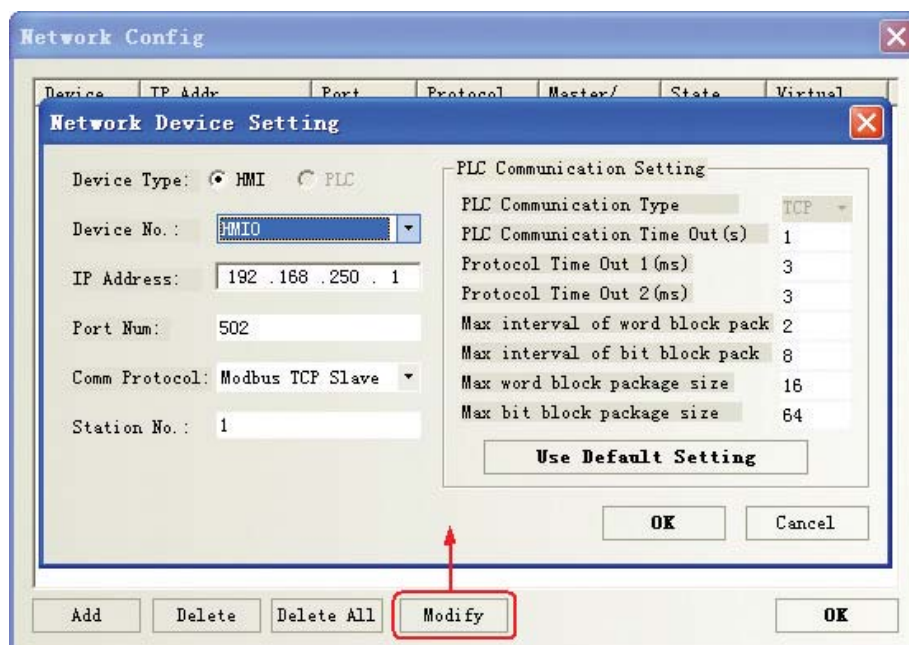 Network Config
Device IP Addr Port Protocol Master/ State Virtual
Network Device Setting
Device Type: HMI PLC
Device No.: HMI0
IP Address: 192 .168 .250 . 1
Port Num: 502
Comm Protocol: Modbus TCP Slave
Station No.: 1
PLC Communication Setting
PLC Communication Type TCP
PLC Communication Time Out(s) 1
Protocol Time Out 1(ms) 3
Protocol Time Out 2(ms) 3
Max interval of word block pack 2
Max interval of bit block pack 8
Max word block package size 16
Max bit block package size 64
Use Default Setting
OK Cancel
Add Delete Delete All Modify OK